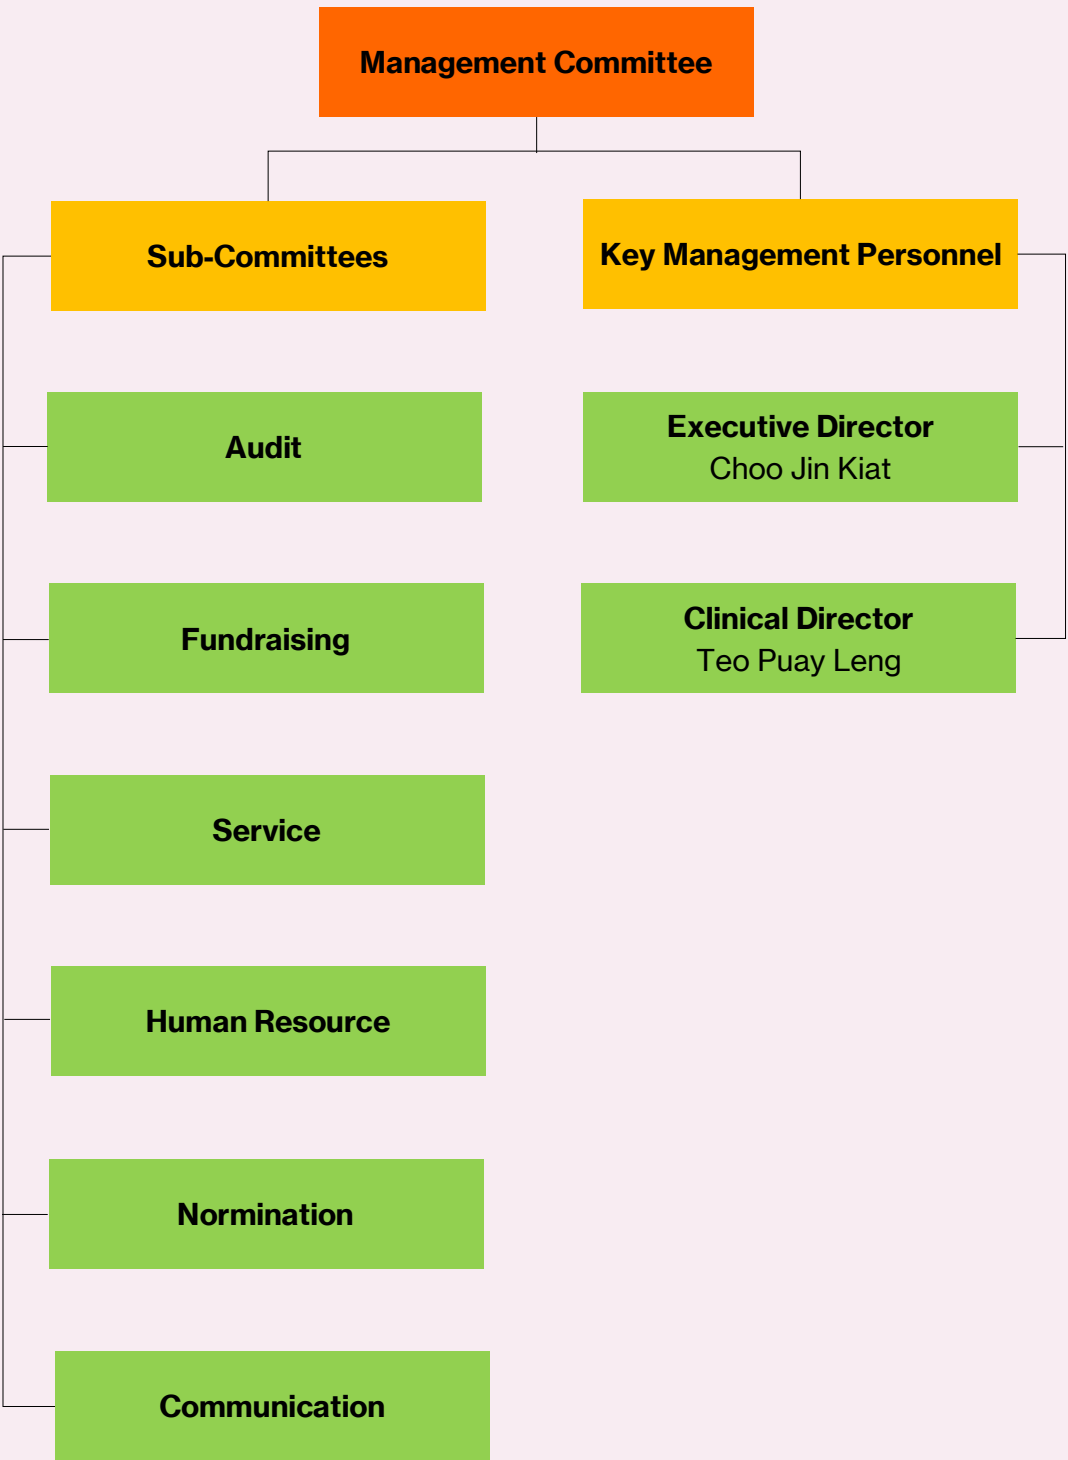 Management Committee
Sub-Committees
Key Management Personnel
Audit
Executive Director
Choo Jin Kiat
Fundraising
Clinical Director
Teo Puay Leng
Service
Human Resource
Normination
Communication